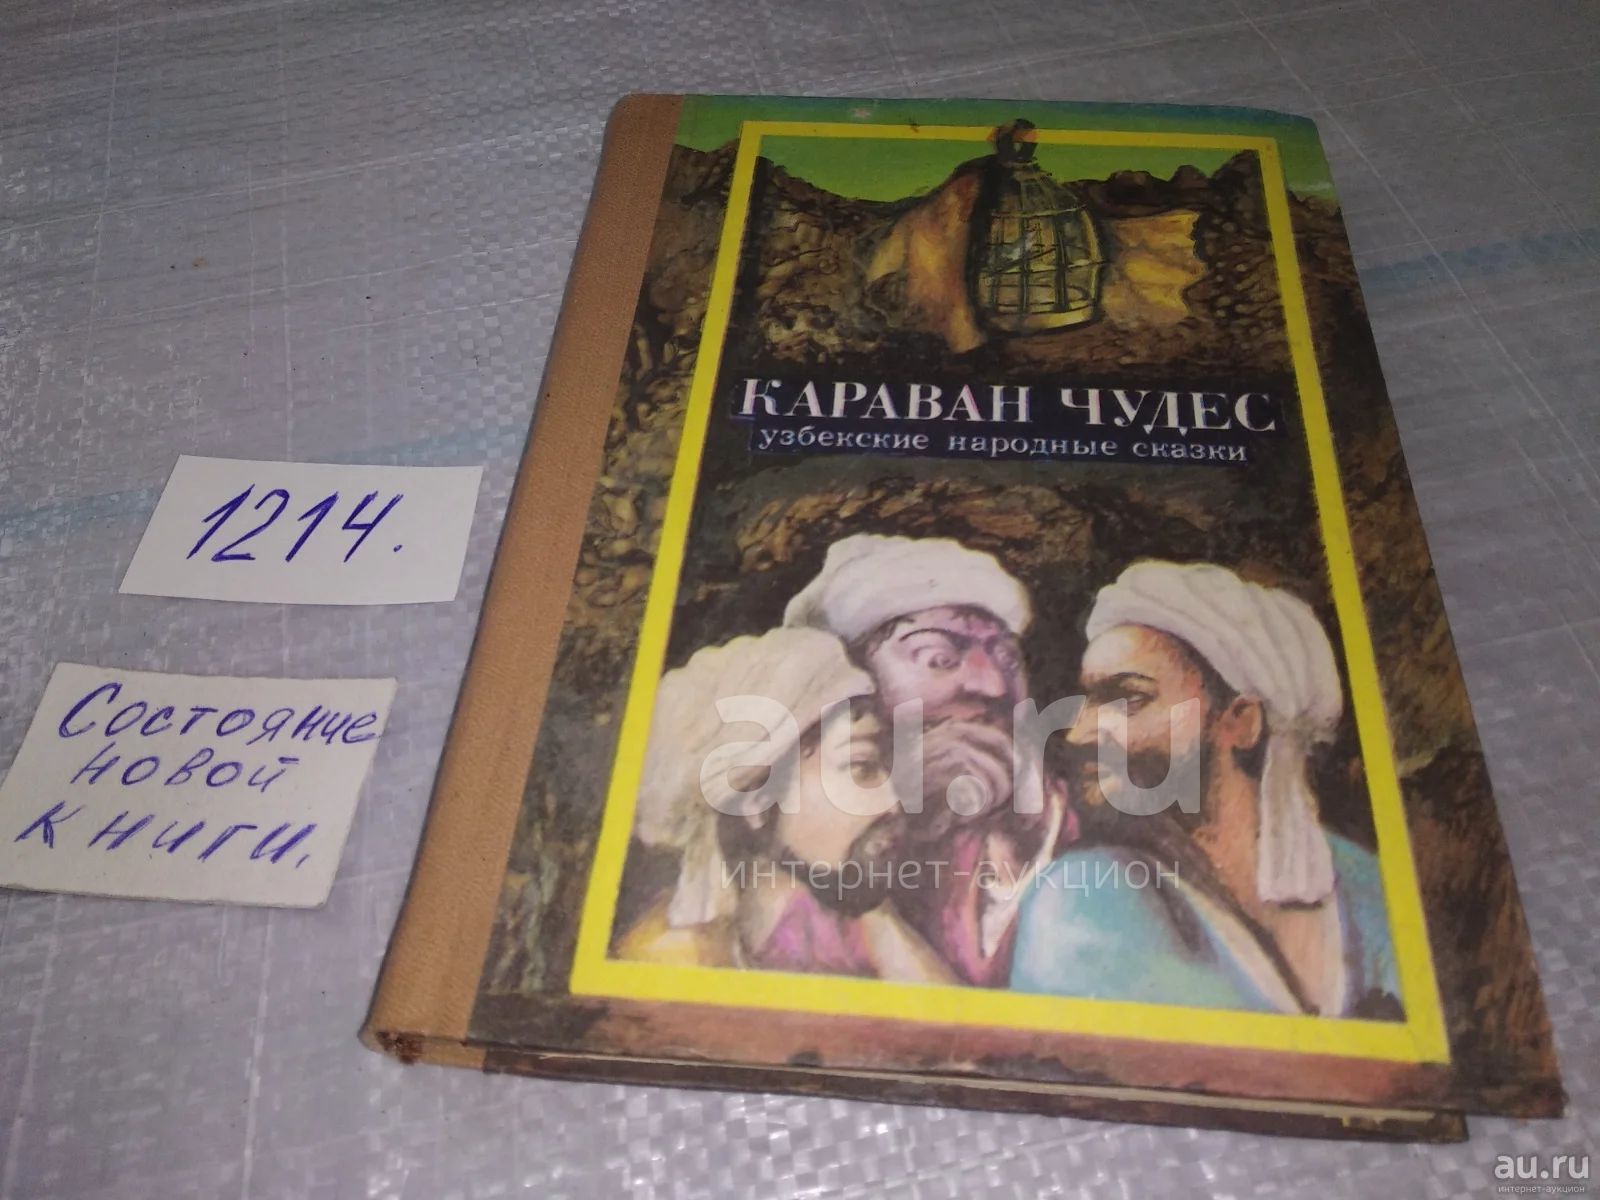 КАРАВАН ЧУДЕС
узбекские народные сказки
1214.
Состояние
новой
книги.
au.ru
интернет-аукцион
au.ru
интернет-аукцион